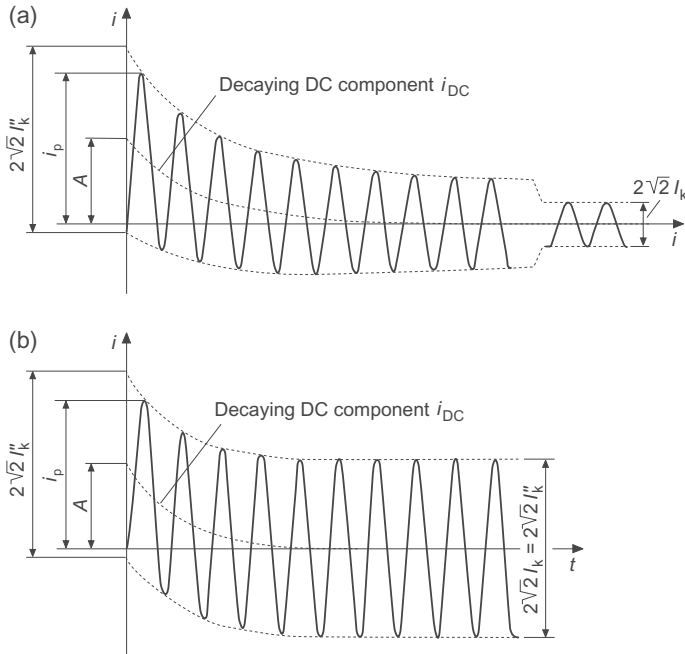 (a)
i
Decaying DC component iDC
2√2 I″k
ip
A
2√2 Ik
i
(b)
i
Decaying DC component iDC
2√2 I″k
ip
A
2√2 Ik = 2√2 I″k
t